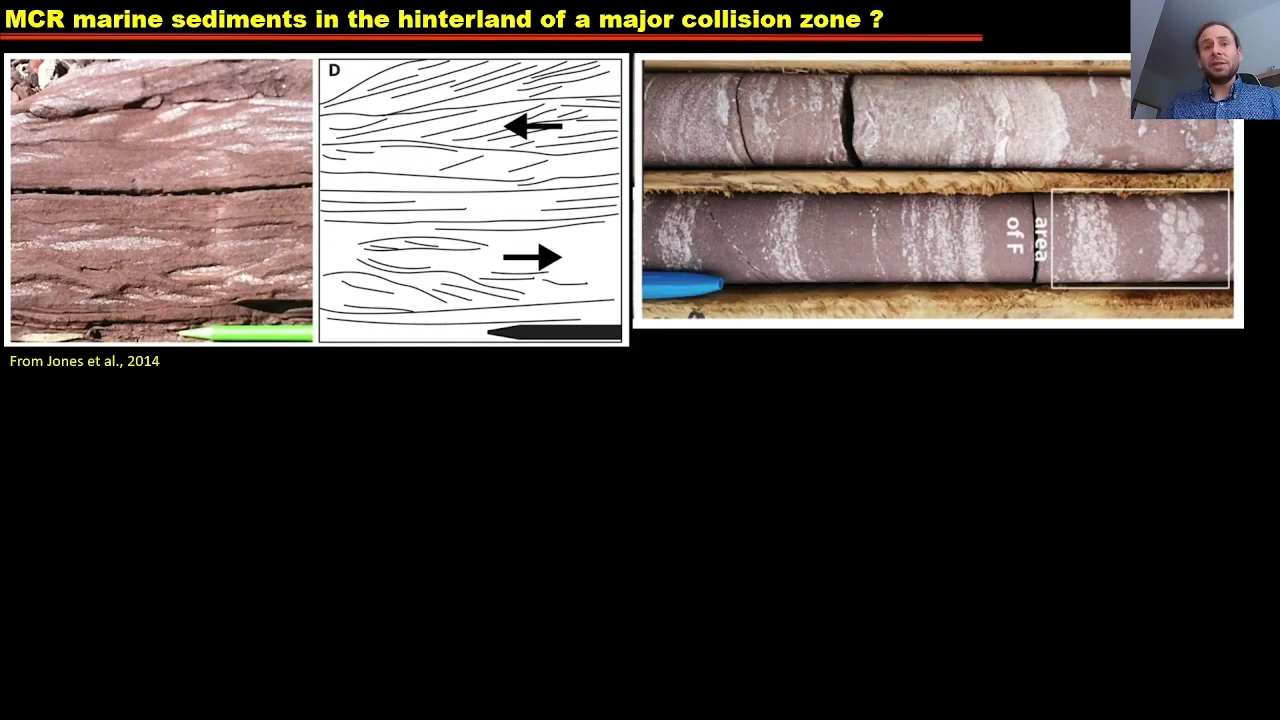 MCR marine sediments in the hinterland of a major collision zone ?
D
area
of F
From Jones et al., 2014